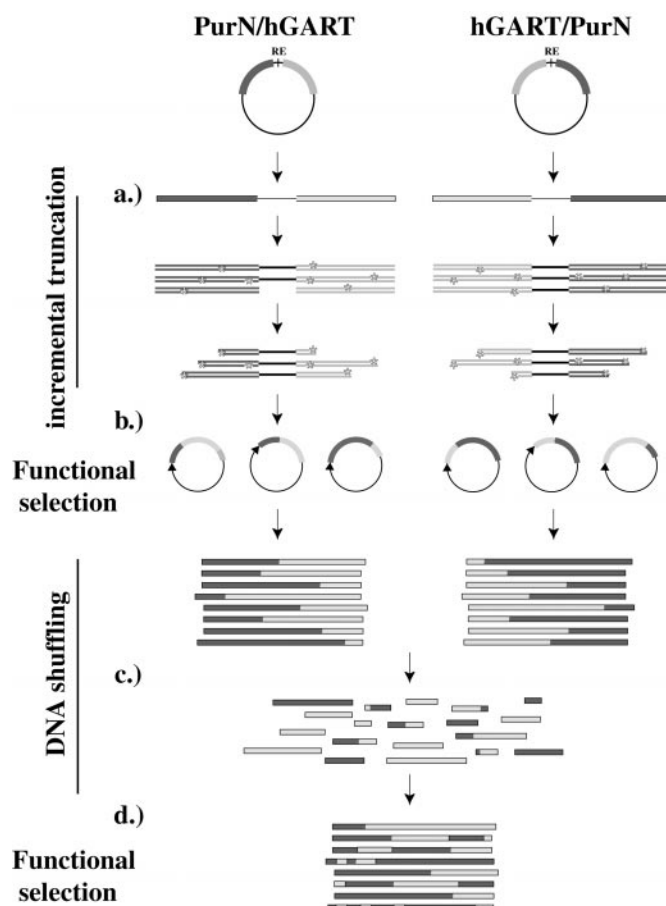 PurN/hGART
hGART/PurN
RE
RE
a.)
incremental truncation
b.)
Functional
selection
DNA shuffling
c.)
d.)
Functional
selection